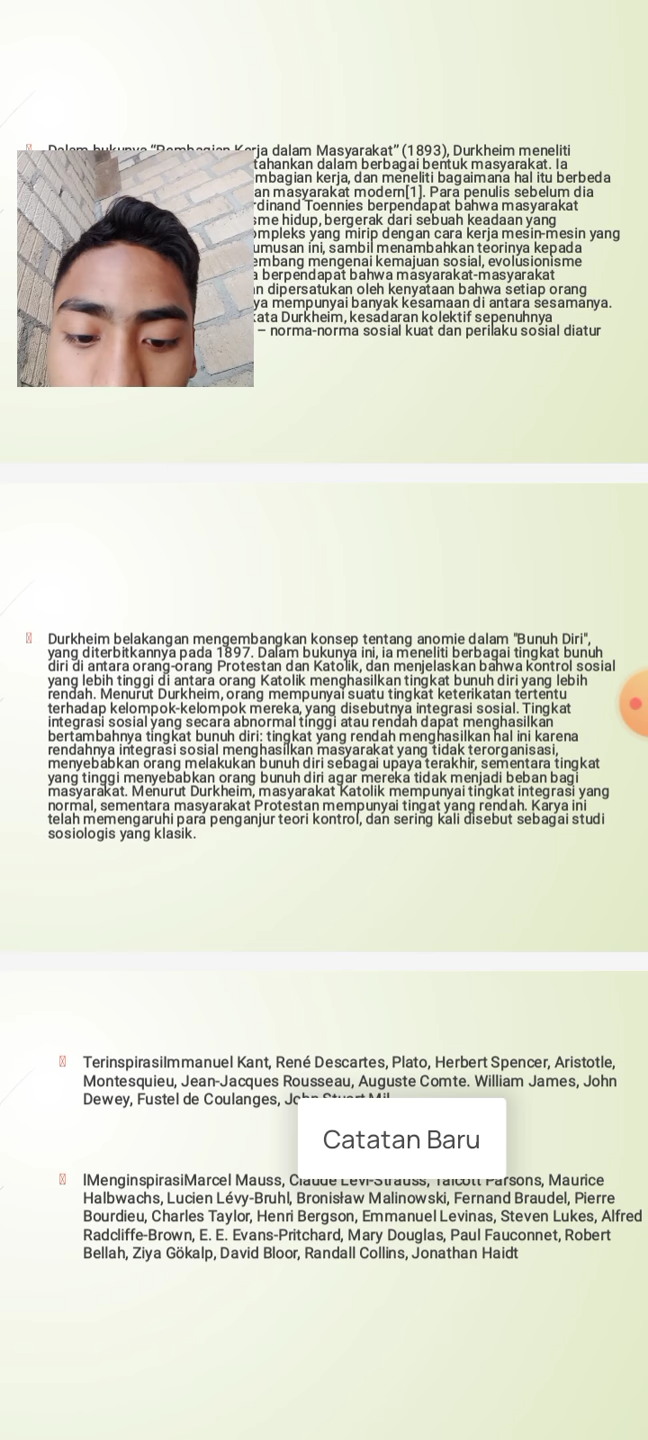 Dalam bukunya "Pembagian Kerja dalam Masyarakat" (1893), Durkheim meneliti
dalam berbagai bentuk masyarakat. Ia
kerja, dan meneliti bagaimana hal itu berbeda
masyarakat modem[1]. Para penulis sebelum dia
Toennies berpendapat bahwa masyarakat
hidup, bergerak dari sebuah keadaan yang
yang mirip dengan cara kerja mesin-mesin yang
ini, sambil menambahkan teorinya kepada
mengenai kemajuan sosial, evolusionisme
berpendapat bahwa masyarakat-masyarakat
dipersatukan oleh kenyataan bahwa setiap orang
mempunyai banyak kesamaan di antara sesamanya.
Durkheim, kesadaran kolektif sepenuhnya
– norma-norma sosial kuat dan perilaku sosial diatur
Durkheim belakangan mengembangkan konsep tentang anomie dalam "Bunuh Diri",
yang diterbitkannya pada 1897. Dalam bukunya ini, ia meneliti berbagai tingkat bunuh
diri di antara orang-orang Protestan dan Katolik, dan menjelaskan bahwa kontrol sosial
yang lebih tinggi di antara orang Katolik menghasilkan tingkat bunuh diri yang lebih
rendah. Menurut Durkheim, orang mempunyai suatu tingkat keterikatan tertentu
terhadap kelompok-kelompok mereka, yang disebutnya integrasi sosial. Tingkat
integrasi sosial yang secara abnormal tinggi atau rendah dapat menghasilkan
bertambahnya tingkat bunuh diri: tingkat yang rendah menghasilkan hal ini karena
rendahnya integrasi sosial menghasilkan masyarakat yang tidak terorganisasi,
menyebabkan orang melakukan bunuh diri sebagai upaya terakhir, sementara tingkat
yang tinggi menyebabkan orang bunuh diri agar mereka tidak menjadi beban bagi
masyarakat. Menurut Durkheim, masyarakat Katolik mempunyai tingkat integrasi yang
normal, sementara masyarakat Protestan mempunyai tingat yang rendah. Karya ini
telah memengaruhi para penganjur teori kontrol, dan sering kali disebut sebagai studi
sosiologis yang klasik.
TerinspirasiImmanuel Kant, René Descartes, Plato, Herbert Spencer, Aristotle,
Montesquieu, Jean-Jacques Rousseau, Auguste Comte. William James, John
Dewey, Fustel de Coulanges, John Stuart Mil
Catatan Baru
lMenginspirasiMarcel Mauss, Claude Lévi-Strauss, Talcott Parsons, Maurice
Halbwachs, Lucien Lévy-Bruhl, Bronisław Malinowski, Fernand Braudel, Pierre
Bourdieu, Charles Taylor, Henri Bergson, Emmanuel Levinas, Steven Lukes, Alfred
Radcliffe-Brown, E. E. Evans-Pritchard, Mary Douglas, Paul Fauconnet, Robert
Bellah, Ziya Gökalp, David Bloor, Randall Collins, Jonathan Haidt